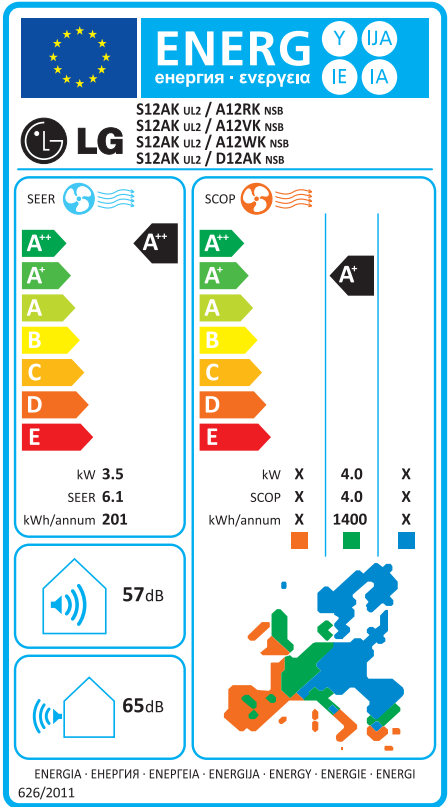 ENERG
енергия · ενεργεια
Y IJA
IE IA
LG
S12AK UL2 / A12RK NSB
S12AK UL2 / A12VK NSB
S12AK UL2 / A12WK NSB
S12AK UL2 / D12AK NSB
SEER
A++
A++
A+
A
B
C
D
E
kW 3.5
SEER 6.1
kWh/annum 201
SCOP
A++
A+
A+
A
B
C
D
E
kW X 4.0 X
SCOP X 4.0 X
kWh/annum X 1400 X
57dB
65dB
ENERGIA · ЕНЕРГИЯ · ΕΝΕΡΓΕΙΑ · ENERGIJA · ENERGY · ENERGIE · ENERGI
626/2011